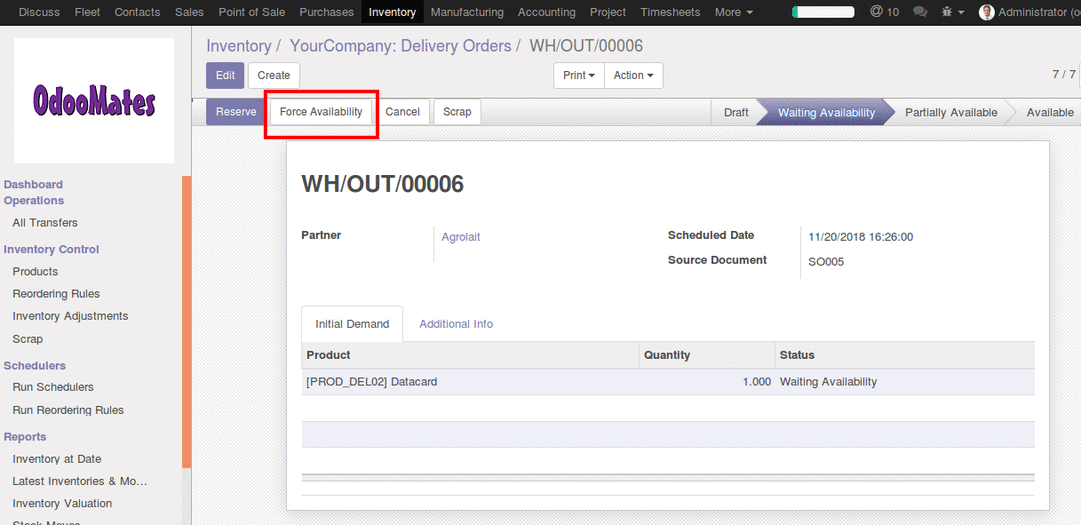 Discuss Fleet Contacts Sales Point of Sale Purchases Inventory Manufacturing Accounting Project Timesheets More @ 10 Administrator (o
OdooMates
Inventory / YourCompany: Delivery Orders / WH/OUT/00006
Edit Create Print Action 7 / 7
Reserve Force Availability Cancel Scrap Draft Waiting Availability Partially Available Available
Dashboard
Operations
All Transfers
Inventory Control
Products
Reordering Rules
Inventory Adjustments
Scrap
Schedulers
Run Schedulers
Run Reordering Rules
Reports
Inventory at Date
Latest Inventories & Mo...
Inventory Valuation
Stock Moves
WH/OUT/00006
Partner Agrolait Scheduled Date 11/20/2018 16:26:00
Source Document SO005
Initial Demand Additional Info
Product Quantity Status
[PROD_DEL02] Datacard 1.000 Waiting Availability